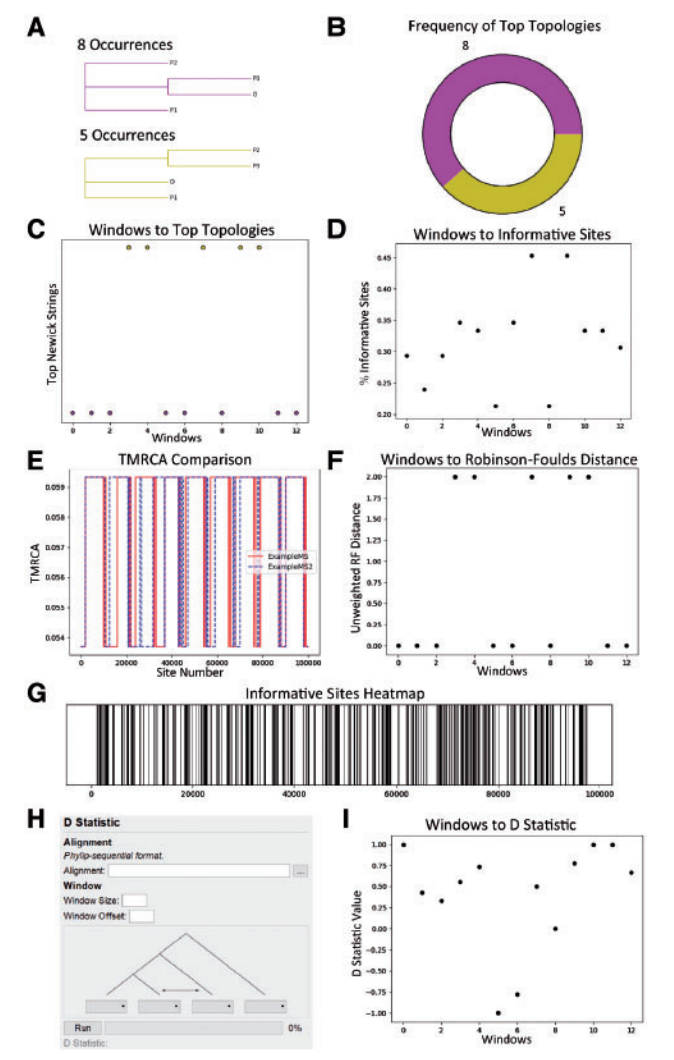 A
8 Occurrences
P2
P3
O
P1
5 Occurrences
P2
P3
O
P1
B
Frequency of Top Topologies
8
5
C
Windows to Top Topologies
Top Newick Strings
0 2 4 6 8 10 12
Windows
D
Windows to Informative Sites
% Informative Sites
0.45
0.40
0.35
0.30
0.25
0.20
0 2 4 6 8 10 12
Windows
E
TMRCA Comparison
TMRCA
0.059
0.058
0.057
0.056
0.055
0.054
ExampleMS
ExampleMS2
0 20000 40000 60000 80000 100000
Site Number
F
Windows to Robinson-Foulds Distance
Unweighted RF Distance
2.00
1.75
1.50
1.25
1.00
0.75
0.50
0.25
0.00
0 2 4 6 8 10 12
Windows
G
Informative Sites Heatmap
0 20000 40000 60000 80000 100000
H
D Statistic
Alignment
Phylip-sequential format.
Alignment: ...
Window
Window Size:
Window Offset:
Run 0%
D Statistic:
I
Windows to D Statistic
D Statistic Value
1.00
0.75
0.50
0.25
0.00
−0.25
−0.50
−0.75
−1.00
0 2 4 6 8 10 12
Windows